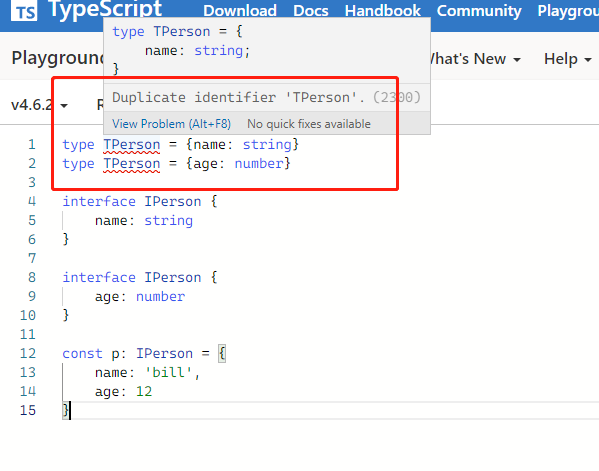 TS TypeScript Download Docs Handbook Community Playgrou
type TPerson = {
name: string;
}
Playground
What's New Help
Duplicate identifier 'TPerson'. (2300)
v4.6.2 R
View Problem (Alt+F8) No quick fixes available
1 type TPerson = {name: string}
2 type TPerson = {age: number}
3
4 interface IPerson {
5 name: string
6 }
7
8 interface IPerson {
9 age: number
10 }
11
12 const p: IPerson = {
13 name: 'bill',
14 age: 12
15 }